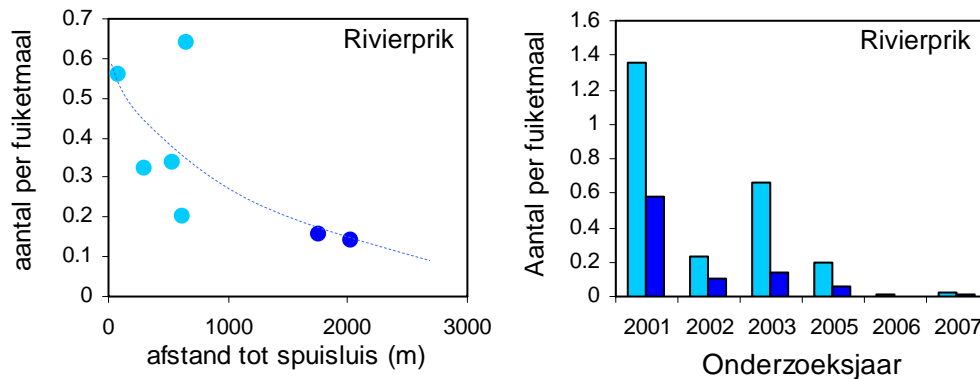 Rivierprik
aantal per fuiketmaal
0.7
0.6
0.5
0.4
0.3
0.2
0.1
0
0 1000 2000 3000
afstand tot spuisluis (m)
Rivierprik
Aantal per fuiketmaal
1.6
1.4
1.2
1
0.8
0.6
0.4
0.2
0
2001 2002 2003 2005 2006 2007
Onderzoeksjaar